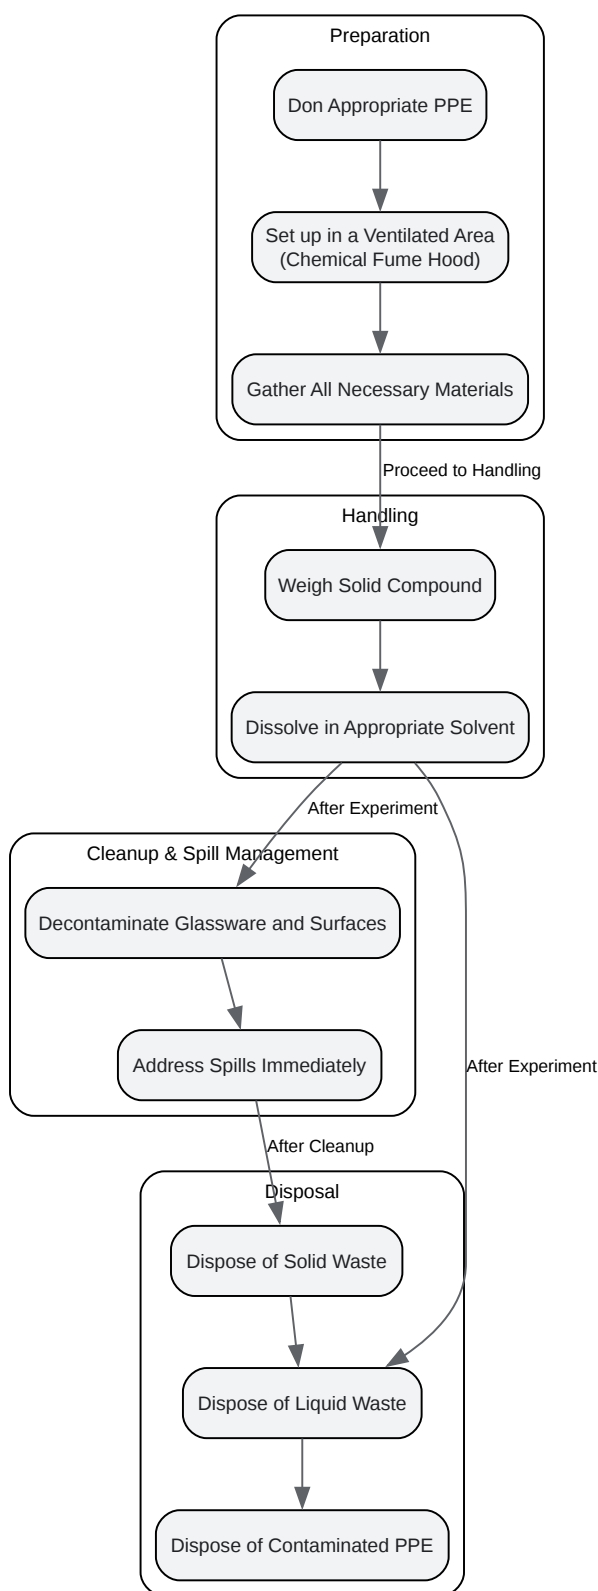 Preparation
Don Appropriate PPE
Set up in a Ventilated Area
(Chemical Fume Hood)
Gather All Necessary Materials
Proceed to Handling
Handling
Weigh Solid Compound
Dissolve in Appropriate Solvent
After Experiment
Cleanup & Spill Management
Decontaminate Glassware and Surfaces
Address Spills Immediately
After Experiment
After Cleanup
Disposal
Dispose of Solid Waste
Dispose of Liquid Waste
Dispose of Contaminated PPE